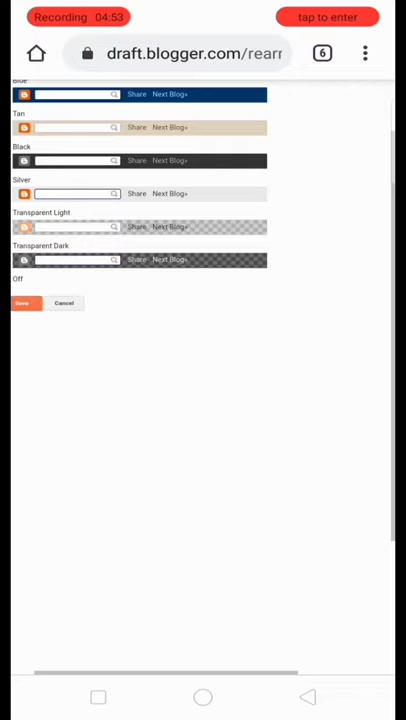 Recording 04:53
tap to enter
draft.blogger.com/rearr
6
Blue
Share Next Blog»
Tan
Share Next Blog»
Black
Share Next Blog»
Silver
Share Next Blog»
Transparent Light
Share Next Blog»
Transparent Dark
Share Next Blog»
Off
Save
Cancel